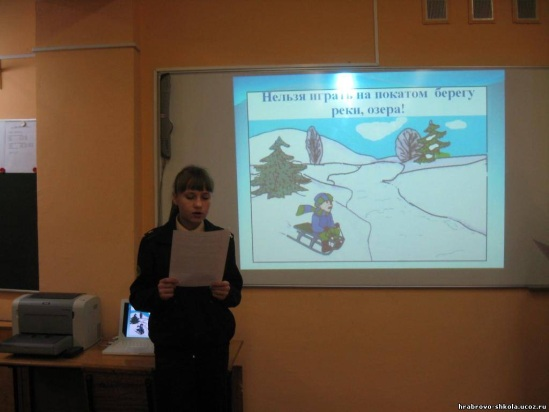 Нельзя играть на покатом берегу
реки, озера!
hrabrovo-shkola.ucoz.ru